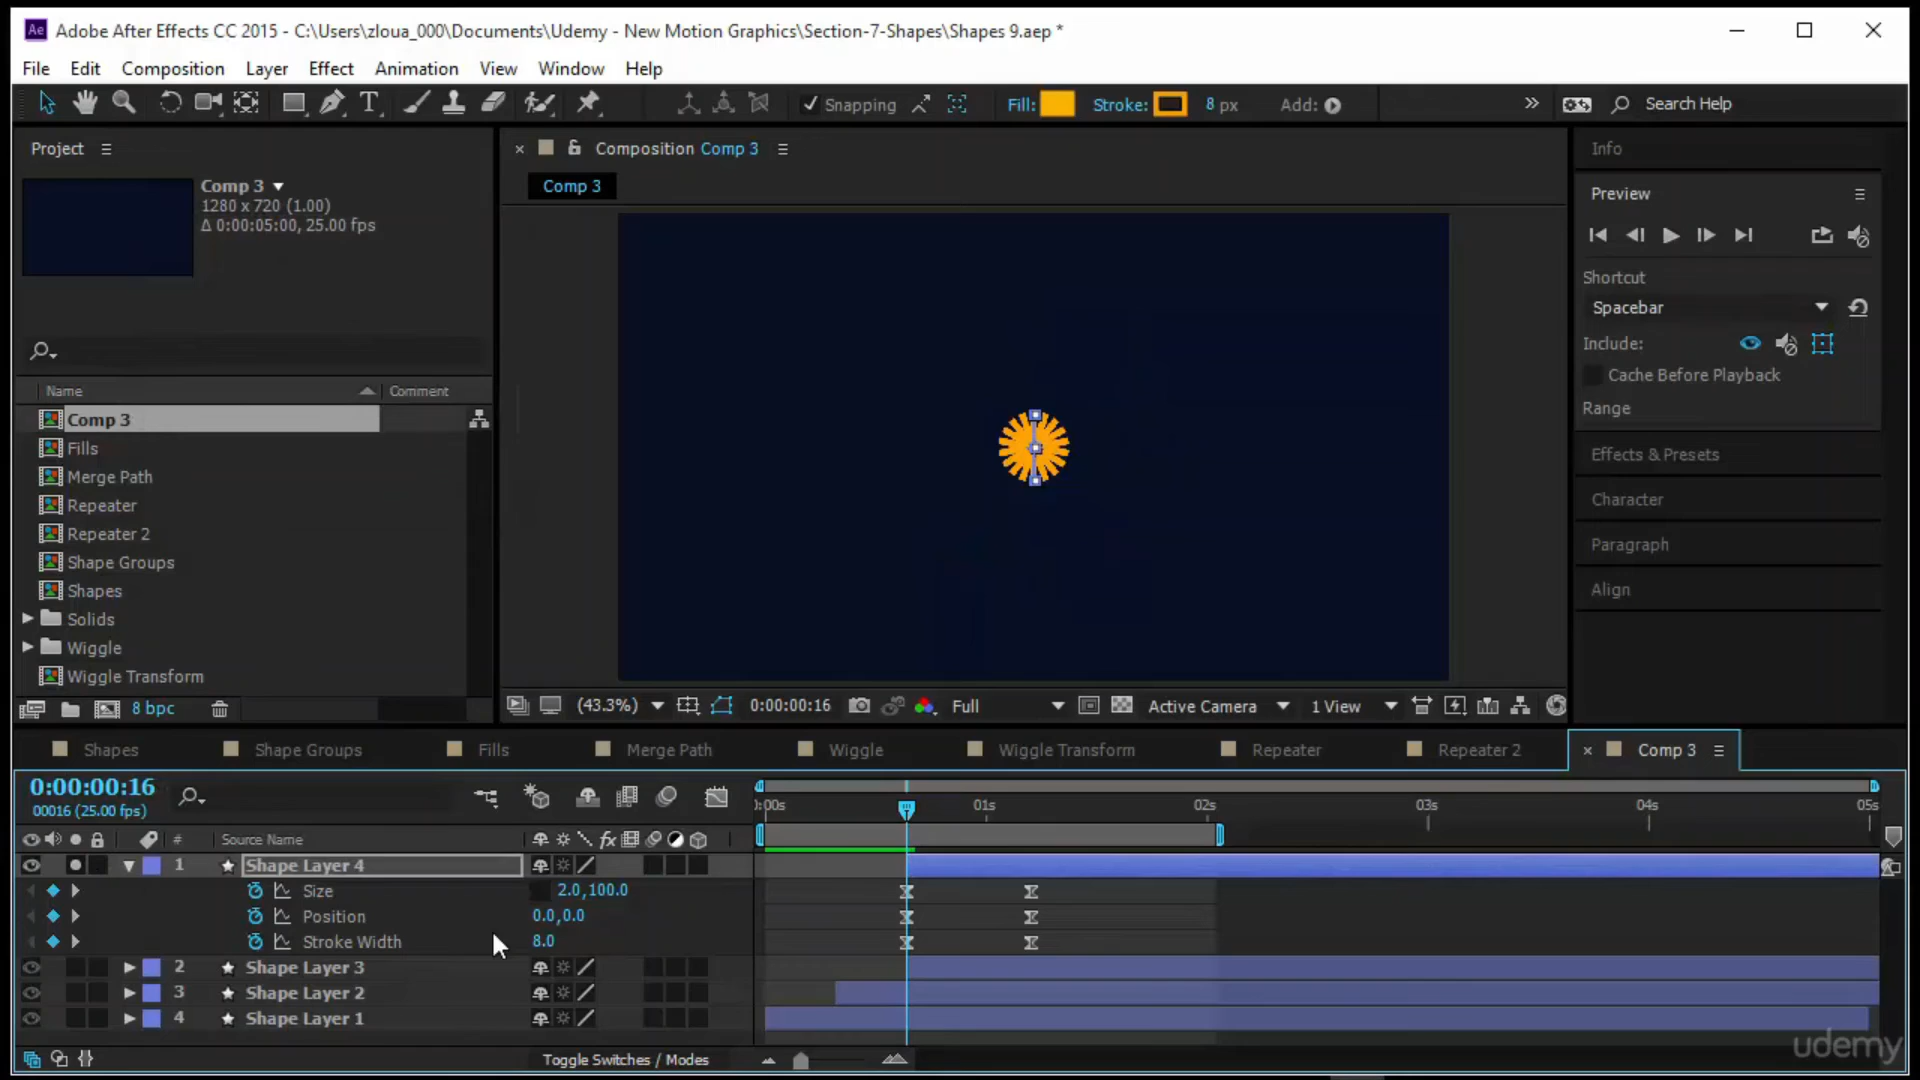 Ae Adobe After Effects CC 2015 - C:\Users\zloua_000\Documents\Udemy - New Motion Graphics\Section-7-Shapes\Shapes 9.aep *
File Edit Composition Layer Effect Animation View Window Help
T Snapping Fill: Stroke: 8 px Add: Search Help
Project
Comp 3
1280 x 720 (1.00)
Δ 0:00:05:00, 25.00 fps
Name Comment
Comp 3
Fills
Merge Path
Repeater
Repeater 2
Shape Groups
Shapes
Solids
Wiggle
Wiggle Transform
8 bpc
Composition Comp 3
Comp 3
(43.3%) 0:00:00:16 Full Active Camera 1 View
Info
Preview
Shortcut
Spacebar
Include:
Cache Before Playback
Range
Effects & Presets
Character
Paragraph
Align
Shapes Shape Groups Fills Merge Path Wiggle Wiggle Transform Repeater Repeater 2 Comp 3
0:00:00:16
00016 (25.00 fps)
:00s 01s 02s 03s 04s 05s
# Source Name fx
1 Shape Layer 4
Size 2.0,100.0
Position 0.0,0.0
Stroke Width 8.0
2 Shape Layer 3
3 Shape Layer 2
4 Shape Layer 1
Toggle Switches / Modes
udemy